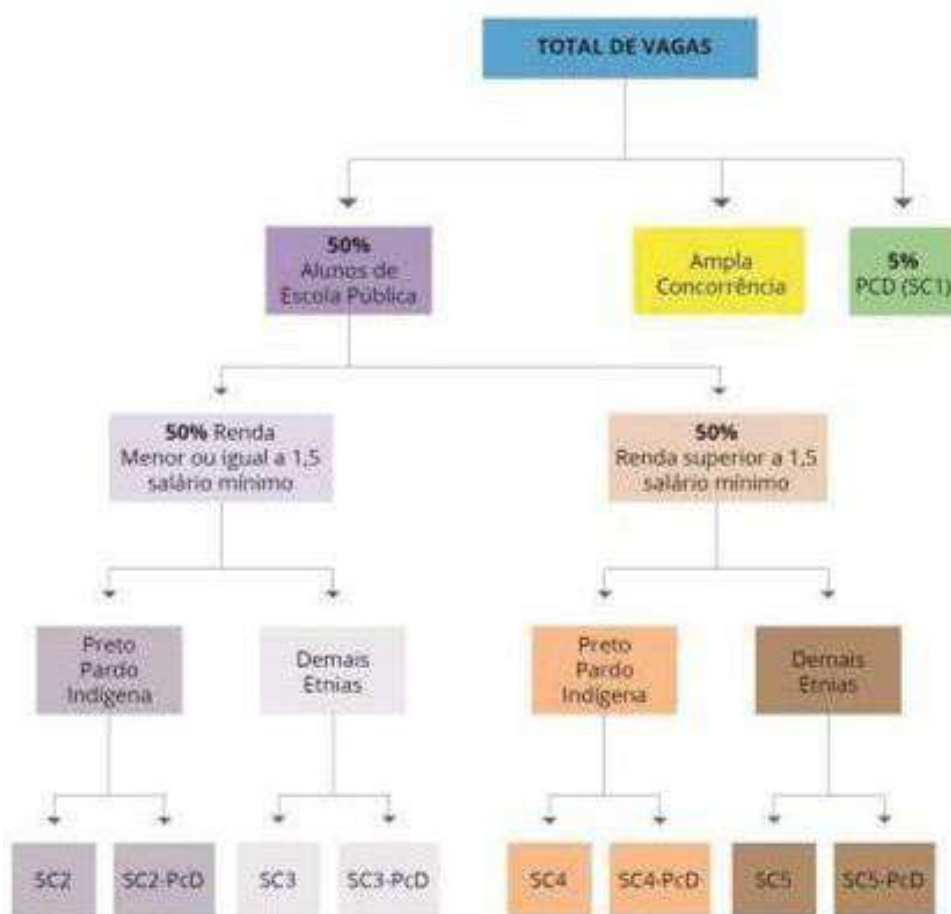 TOTAL DE VAGAS
50%
Alunos de
Escola Pública
Ampla
Concorrência
5%
PCD (SC1)
50% Renda
Menor ou igual a 1,5
salário mínimo
50%
Renda superior a 1,5
salário mínimo
Preto
Pardo
Indígena
Demais
Etnias
Preto
Pardo
Indígena
Demais
Etnias
SC2
SC2-PcD
SC3
SC3-PcD
SC4
SC4-PcD
SC5
SC5-PcD